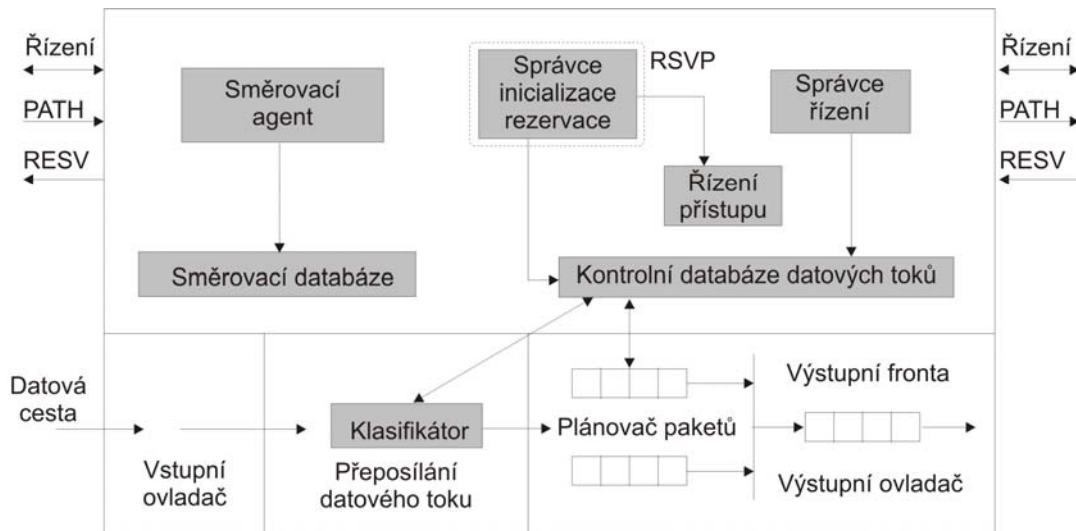 Řízení
PATH
RESV
Směrovací
agent
Správce
inicializace
rezervace
RSVP
Správce
řízení
Řízení
přístupu
Řízení
PATH
RESV
Směrovací databáze
Kontrolní databáze datových toků
Datová
cesta
Vstupní
ovladač
Klasifikátor
Přeposílání
datového toku
Plánovač paketů
Výstupní fronta
Výstupní ovladač